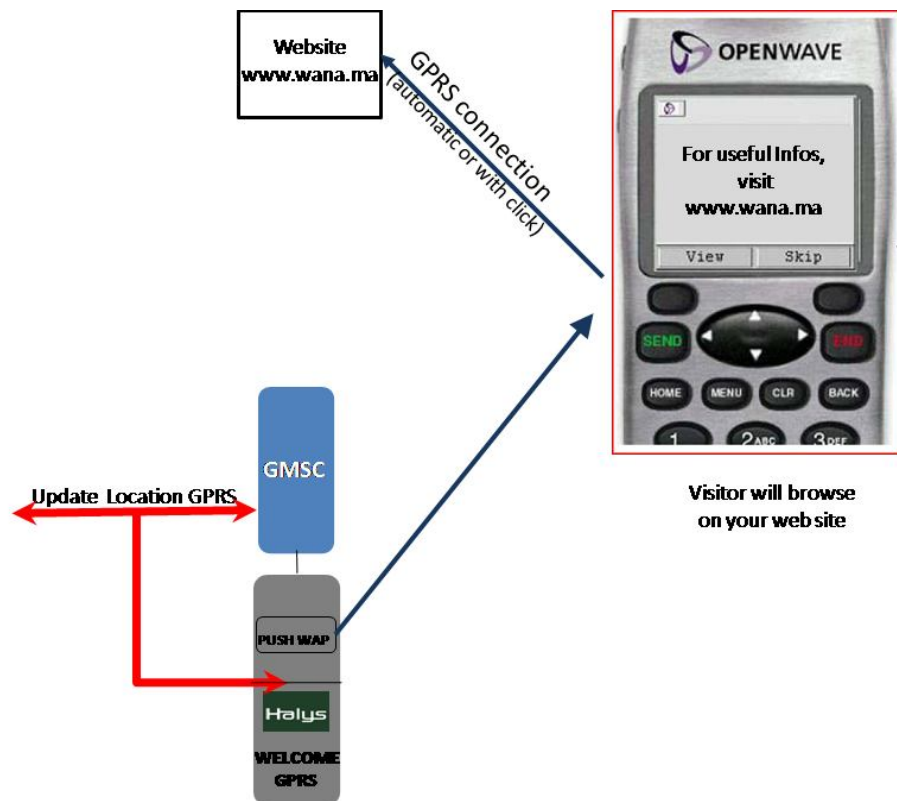 Website
www.wana.ma
GPRS connection
(automatic or with click)
OPENWAVE
For useful Infos,
visit
www.wana.ma
View Skip
SEND END
HOME MENU CLR BACK
1 2ABC 3DEF
Visitor will browse
on your web site
GMSC
Update Location GPRS
PUSH WAP
Halys
WELCOME
GPRS